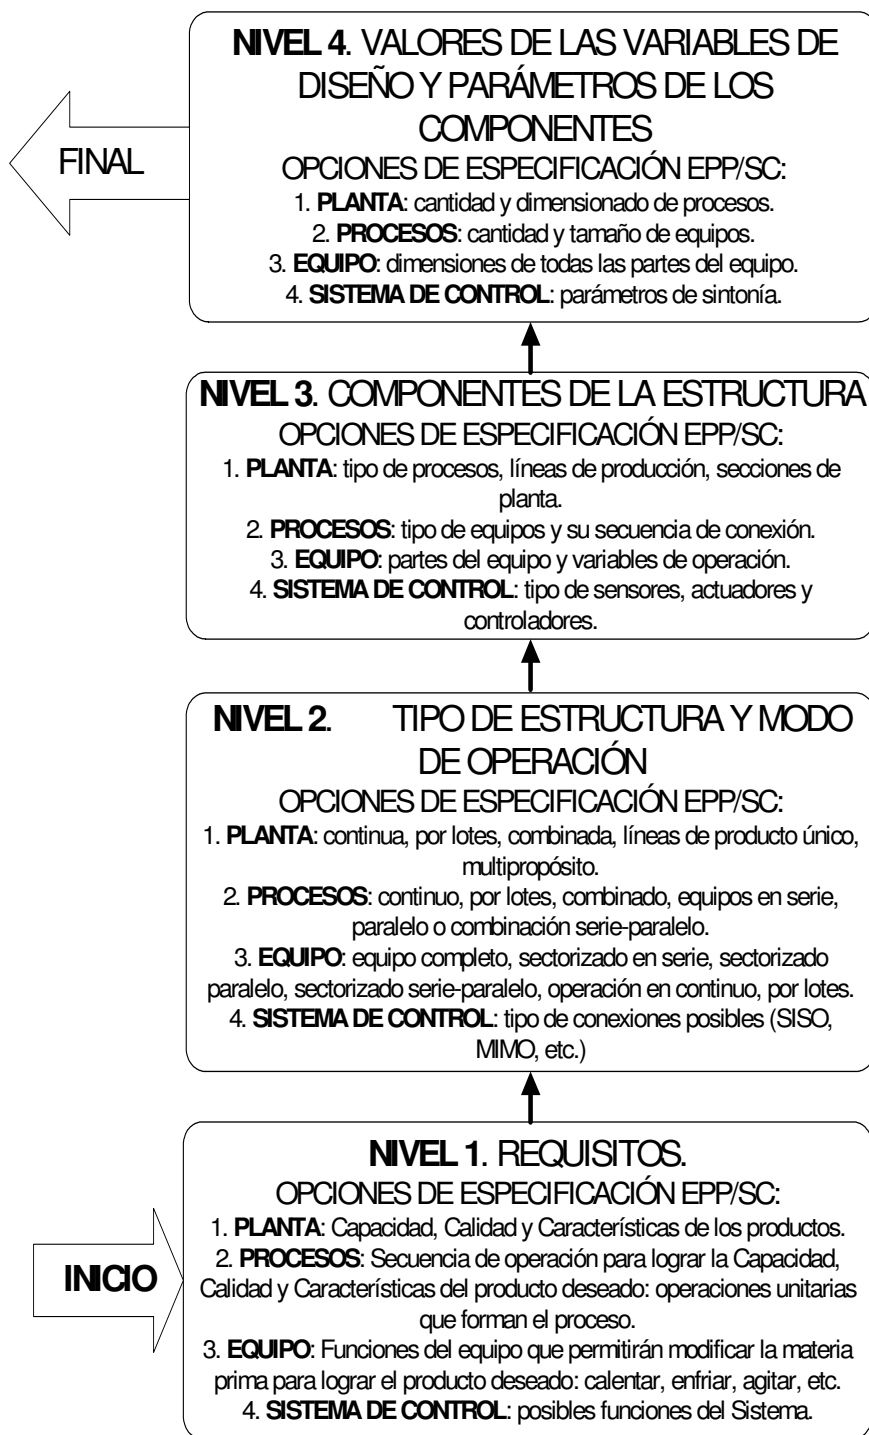 NIVEL 4. VALORES DE LAS VARIABLES DE
DISEÑO Y PARÁMETROS DE LOS
COMPONENTES
OPCIONES DE ESPECIFICACIÓN EPP/SC:
1. PLANTA: cantidad y dimensionado de procesos.
2. PROCESOS: cantidad y tamaño de equipos.
3. EQUIPO: dimensiones de todas las partes del equipo.
4. SISTEMA DE CONTROL: parámetros de sintonía.
FINAL
NIVEL 3. COMPONENTES DE LA ESTRUCTURA
OPCIONES DE ESPECIFICACIÓN EPP/SC:
1. PLANTA: tipo de procesos, líneas de producción, secciones de
planta.
2. PROCESOS: tipo de equipos y su secuencia de conexión.
3. EQUIPO: partes del equipo y variables de operación.
4. SISTEMA DE CONTROL: tipo de sensores, actuadores y
controladores.
NIVEL 2. TIPO DE ESTRUCTURA Y MODO
DE OPERACIÓN
OPCIONES DE ESPECIFICACIÓN EPP/SC:
1. PLANTA: continua, por lotes, combinada, líneas de producto único,
multipropósito.
2. PROCESOS: continuo, por lotes, combinado, equipos en serie,
paralelo o combinación serie-paralelo.
3. EQUIPO: equipo completo, sectorizado en serie, sectorizado
paralelo, sectorizado serie-paralelo, operación en continuo, por lotes.
4. SISTEMA DE CONTROL: tipo de conexiones posibles (SISO,
MIMO, etc.)
NIVEL 1. REQUISITOS.
OPCIONES DE ESPECIFICACIÓN EPP/SC:
1. PLANTA: Capacidad, Calidad y Características de los productos.
2. PROCESOS: Secuencia de operación para lograr la Capacidad,
Calidad y Características del producto deseado: operaciones unitarias
que forman el proceso.
3. EQUIPO: Funciones del equipo que permitirán modificar la materia
prima para lograr el producto deseado: calentar, enfriar, agitar, etc.
4. SISTEMA DE CONTROL: posibles funciones del Sistema.
INICIO